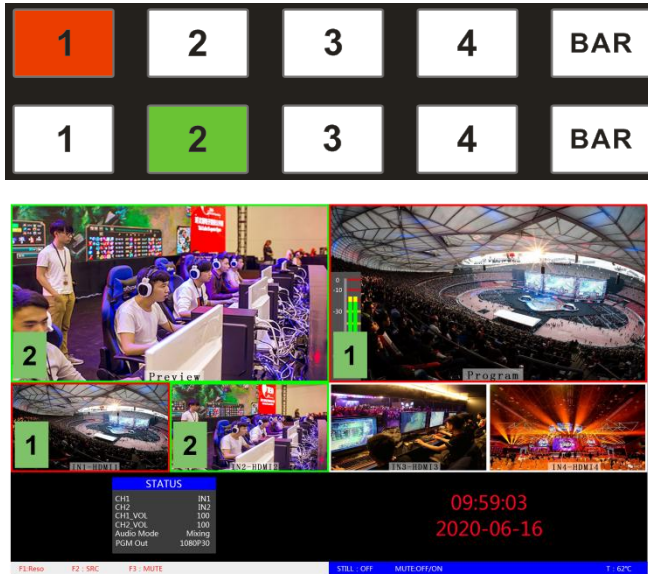 1 2 3 4 BAR
1 2 3 4 BAR
2
Preview
0
-10
-30
1
Program
1
IN1-HDMI1
2
IN2-HDMI2
IN3-HDMI3
IN4-HDMI4
STATUS
CH1 IN1
CH2 IN2
CH1_VOL 100
CH2_VOL 100
Audio Mode Mixing
PGM Out 1080P30
09:59:03
2020-06-16
F1:Reso F2 : SRC F3 : MUTE
STILL : OFF MUTE:OFF/ON T : 62°C